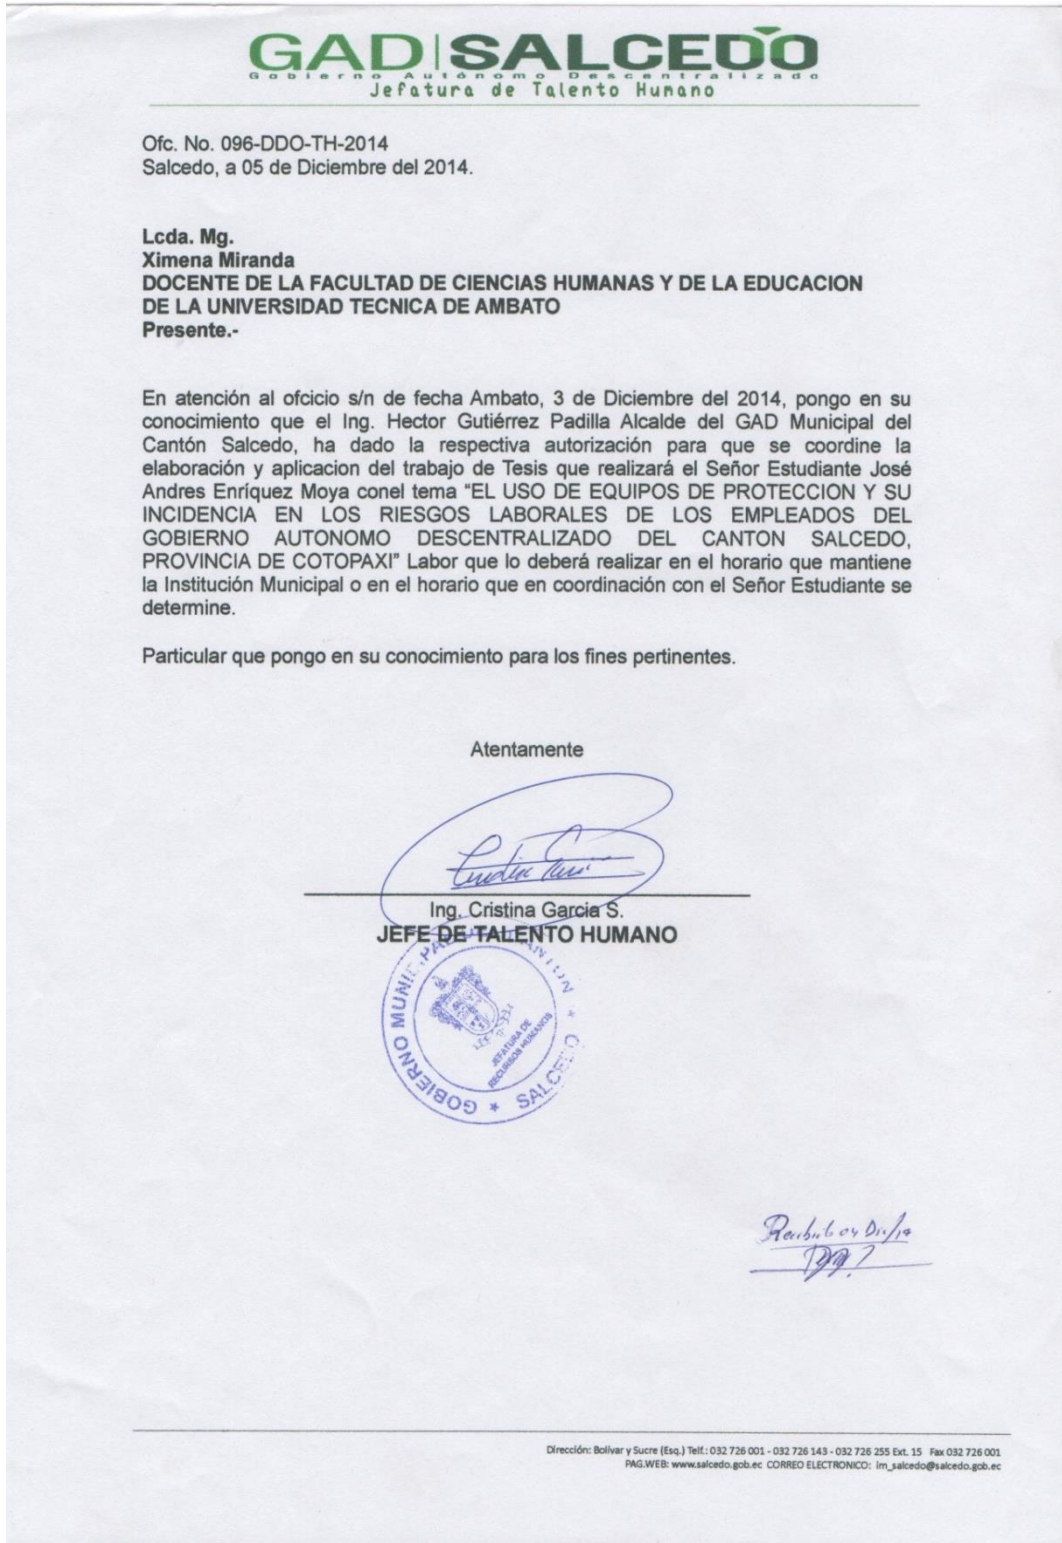 GAD|SALCEDO
Gobierno Autónomo Descentralizado
Jefatura de Talento Humano
Ofc. No. 096-DDO-TH-2014
Salcedo, a 05 de Diciembre del 2014.
Lcda. Mg.
Ximena Miranda
DOCENTE DE LA FACULTAD DE CIENCIAS HUMANAS Y DE LA EDUCACION
DE LA UNIVERSIDAD TECNICA DE AMBATO
Presente.-
En atención al ofcicio s/n de fecha Ambato, 3 de Diciembre del 2014, pongo en su
conocimiento que el Ing. Hector Gutiérrez Padilla Alcalde del GAD Municipal del
Cantón Salcedo, ha dado la respectiva autorización para que se coordine la
elaboración y aplicacion del trabajo de Tesis que realizará el Señor Estudiante José
Andres Enríquez Moya conel tema “EL USO DE EQUIPOS DE PROTECCION Y SU
INCIDENCIA EN LOS RIESGOS LABORALES DE LOS EMPLEADOS DEL
GOBIERNO AUTONOMO DESCENTRALIZADO DEL CANTON SALCEDO,
PROVINCIA DE COTOPAXI” Labor que lo deberá realizar en el horario que mantiene
la Institución Municipal o en el horario que en coordinación con el Señor Estudiante se
determine.
Particular que pongo en su conocimiento para los fines pertinentes.
Atentamente
Ing. Cristina Garcia S.
JEFE DE TALENTO HUMANO
GOBIERNO MUNICIPAL CANTON * SALCEDO *
JEFATURA DE
RECURSOS HUMANOS
Dirección: Bolívar y Sucre (Esq.) Telf.: 032 726 001 - 032 726 143 - 032 726 255 Ext. 15 Fax 032 726 001
PAG.WEB: www.salcedo.gob.ec CORREO ELECTRONICO: im_salcedo@salcedo.gob.ec